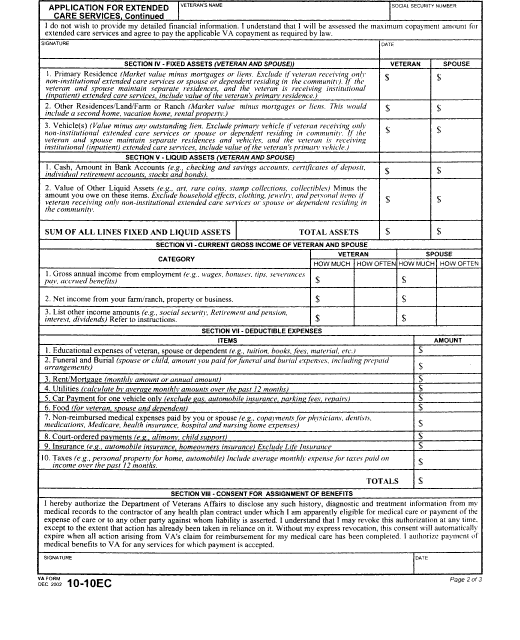 APPLICATION FOR EXTENDED
CARE SERVICES, Continued
VETERAN'S NAME
SOCIAL SECURITY NUMBER
I do not wish to provide my detailed financial information. I understand that I will be assessed the maximum copayment amount for
extended care services and agree to pay the applicable VA copayment as required by law.
SIGNATURE
DATE
SECTION IV - FIXED ASSETS (VETERAN AND SPOUSE)
VETERAN
SPOUSE
1. Primary Residence (Market value minus mortgages or liens. Exclude if veteran receiving only
non-institutional extended care services or spouse or dependent residing in the community). If the
veteran and spouse maintain separate residences, and the veteran is receiving institutional
(inpatient) extended care services, include value of the veteran's primary residence.)
$
$
2. Other Residences/Land/Farm or Ranch (Market value minus mortgages or liens. This would
include a second home, vacation home, rental property.)
$
$
3. Vehicle(s) (Value minus any outstanding lien. Exclude primary vehicle if veteran receiving only
non-institutional extended care services or spouse or dependent residing in community. If the
veteran and spouse maintain separate residences and vehicles, and the veteran is receiving
institutional (inpatient) extended care services, include value of the veteran's primary vehicle.)
$
$
SECTION V - LIQUID ASSETS (VETERAN AND SPOUSE)
1. Cash, Amount in Bank Accounts (e.g., checking and savings accounts, certificates of deposit,
individual retirement accounts, stocks and bonds).
$
$
2. Value of Other Liquid Assets (e.g., art, rare coins, stamp collections, collectibles) Minus the
amount you owe on these items. Exclude household effects, clothing, jewelry, and personal items if
veteran receiving only non-institutional extended care services or spouse or dependent residing in
the community.
$
$
SUM OF ALL LINES FIXED AND LIQUID ASSETS
TOTAL ASSETS
$
$
SECTION VI - CURRENT GROSS INCOME OF VETERAN AND SPOUSE
CATEGORY
VETERAN
SPOUSE
HOW MUCH
HOW OFTEN
HOW MUCH
HOW OFTEN
1. Gross annual income from employment (e.g., wages, bonuses, tips, severances
pay, accrued benefits)
$
$
2. Net income from your farm/ranch, property or business.
$
$
3. List other income amounts (e.g., social security, Retirement and pension,
interest, dividends) Refer to instructions.
$
$
SECTION VII - DEDUCTIBLE EXPENSES
ITEMS
AMOUNT
1. Educational expenses of veteran, spouse or dependent (e.g., tuition, books, fees, material, etc.)
$
2. Funeral and Burial (spouse or child, amount you paid for funeral and burial expenses, including prepaid
arrangements)
$
3. Rent/Mortgage (monthly amount or annual amount)
$
4. Utilities (calculate by average monthly amounts over the past 12 months)
$
5. Car Payment for one vehicle only (exclude gas, automobile insurance, parking fees, repairs)
$
6. Food (for veteran, spouse and dependent)
$
7. Non-reimbursed medical expenses paid by you or spouse (e.g., copayments for physicians, dentists,
medications, Medicare, health insurance, hospital and nursing home expenses)
$
8. Court-ordered payments (e.g., alimony, child support)
$
9. Insurance (e.g., automobile insurance, homeowners insurance) Exclude Life Insurance
$
10. Taxes (e.g., personal property for home, automobile) Include average monthly expense for taxes paid on
income over the past 12 months.
$
TOTALS
$
SECTION VIII - CONSENT FOR ASSIGNMENT OF BENEFITS
I hereby authorize the Department of Veterans Affairs to disclose any such history, diagnostic and treatment information from my
medical records to the contractor of any health plan contract under which I am apparently eligible for medical care or payment of the
expense of care or to any other party against whom liability is asserted. I understand that I may revoke this authorization at any time,
except to the extent that action has already been taken in reliance on it. Without my express revocation, this consent will automatically
expire when all action arising from VA's claim for reimbursement for my medical care has been completed. I authorize payment of
medical benefits to VA for any services for which payment is accepted.
SIGNATURE
DATE
VA FORM
DEC 2002
10-10EC
Page 2 of 3